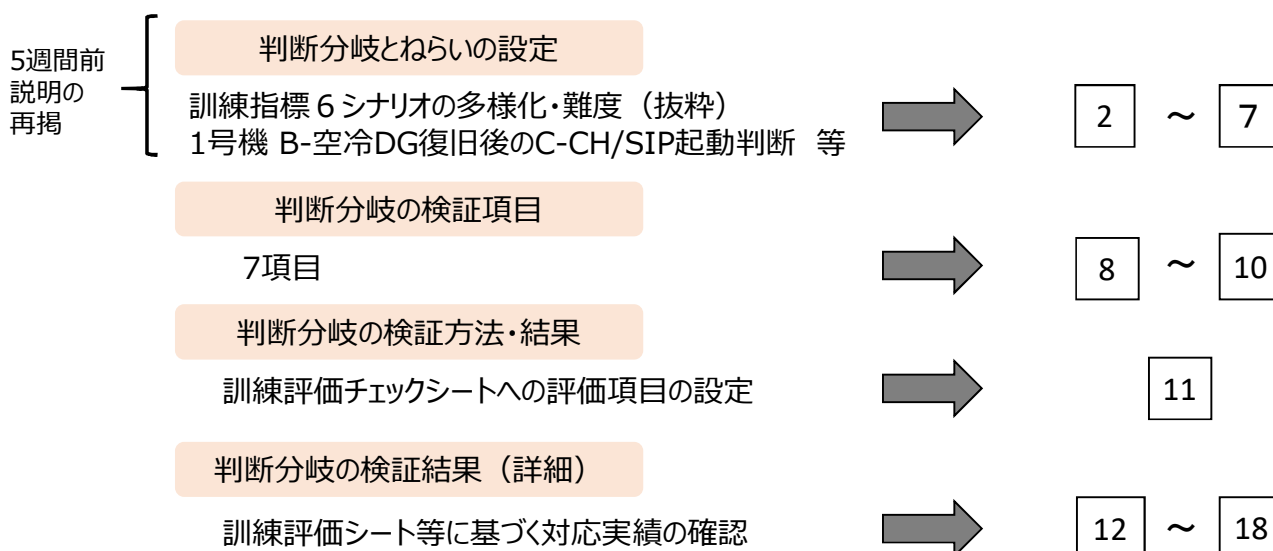 5週間前
説明の
再掲
判断分岐とねらいの設定
訓練指標6シナリオの多様化・難度（抜粋）
1号機 B-空冷DG復旧後のC-CH/SIP起動判断 等
2 ～ 7
判断分岐の検証項目
7項目
8 ～ 10
判断分岐の検証方法・結果
訓練評価チェックシートへの評価項目の設定
11
判断分岐の検証結果（詳細）
訓練評価シート等に基づく対応実績の確認
12 ～ 18